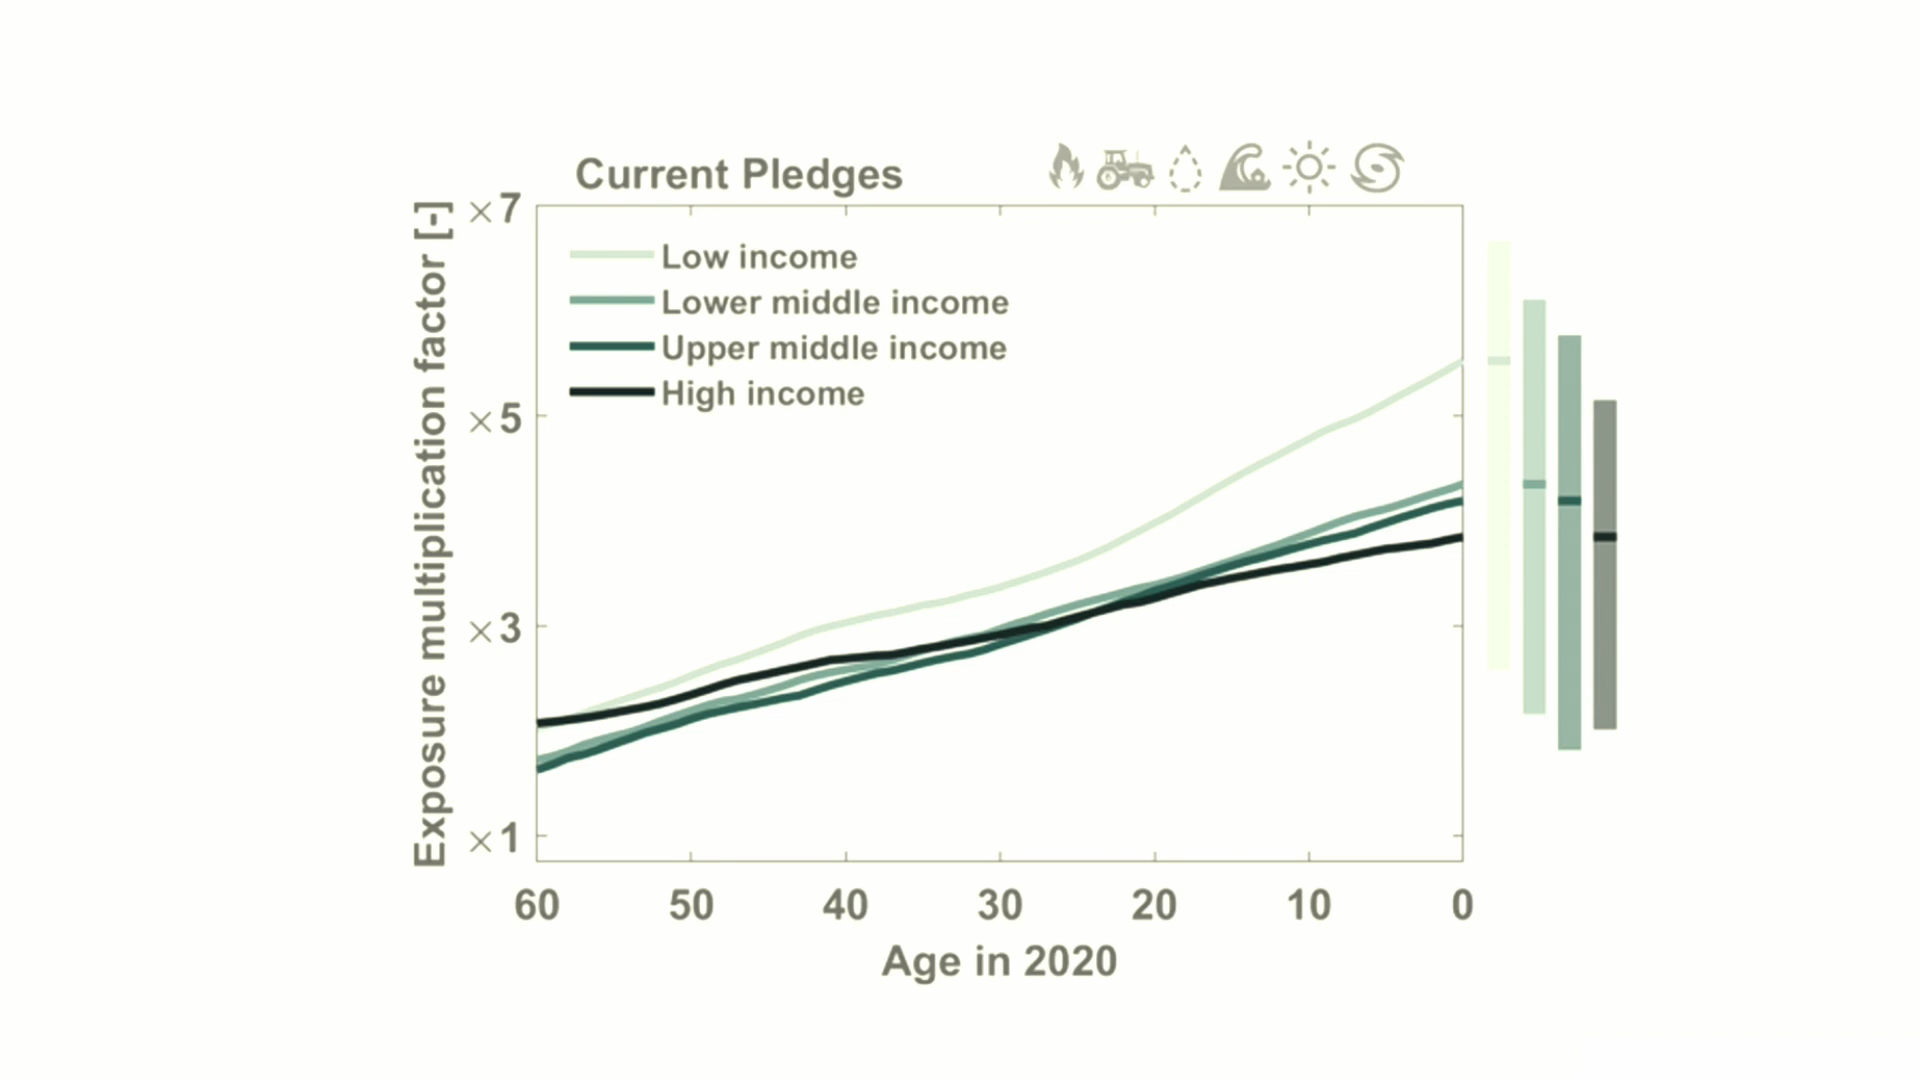 Current Pledges
Exposure multiplication factor [-]
×7
×5
×3
×1
Low income
Lower middle income
Upper middle income
High income
60 50 40 30 20 10 0
Age in 2020